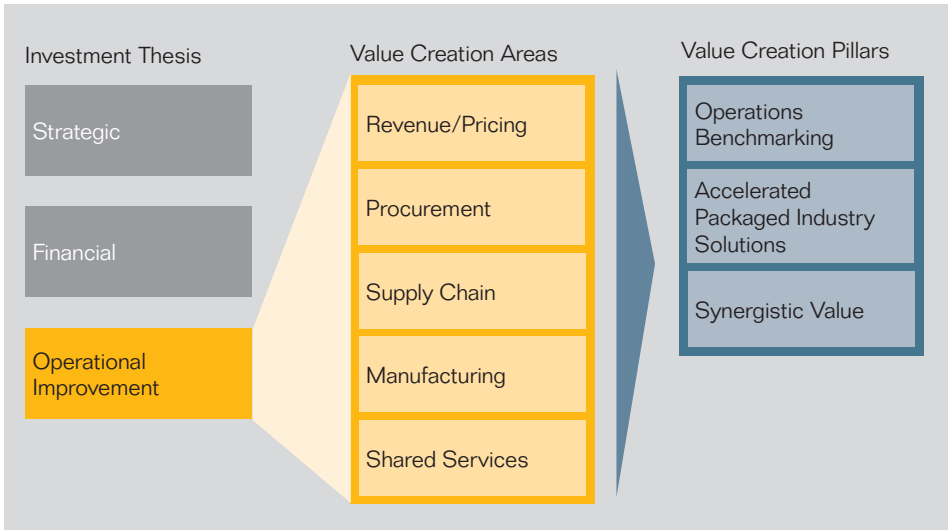 Investment Thesis
Strategic
Financial
Operational
Improvement
Value Creation Areas
Revenue/Pricing
Procurement
Supply Chain
Manufacturing
Shared Services
Value Creation Pillars
Operations
Benchmarking
Accelerated
Packaged Industry
Solutions
Synergistic Value